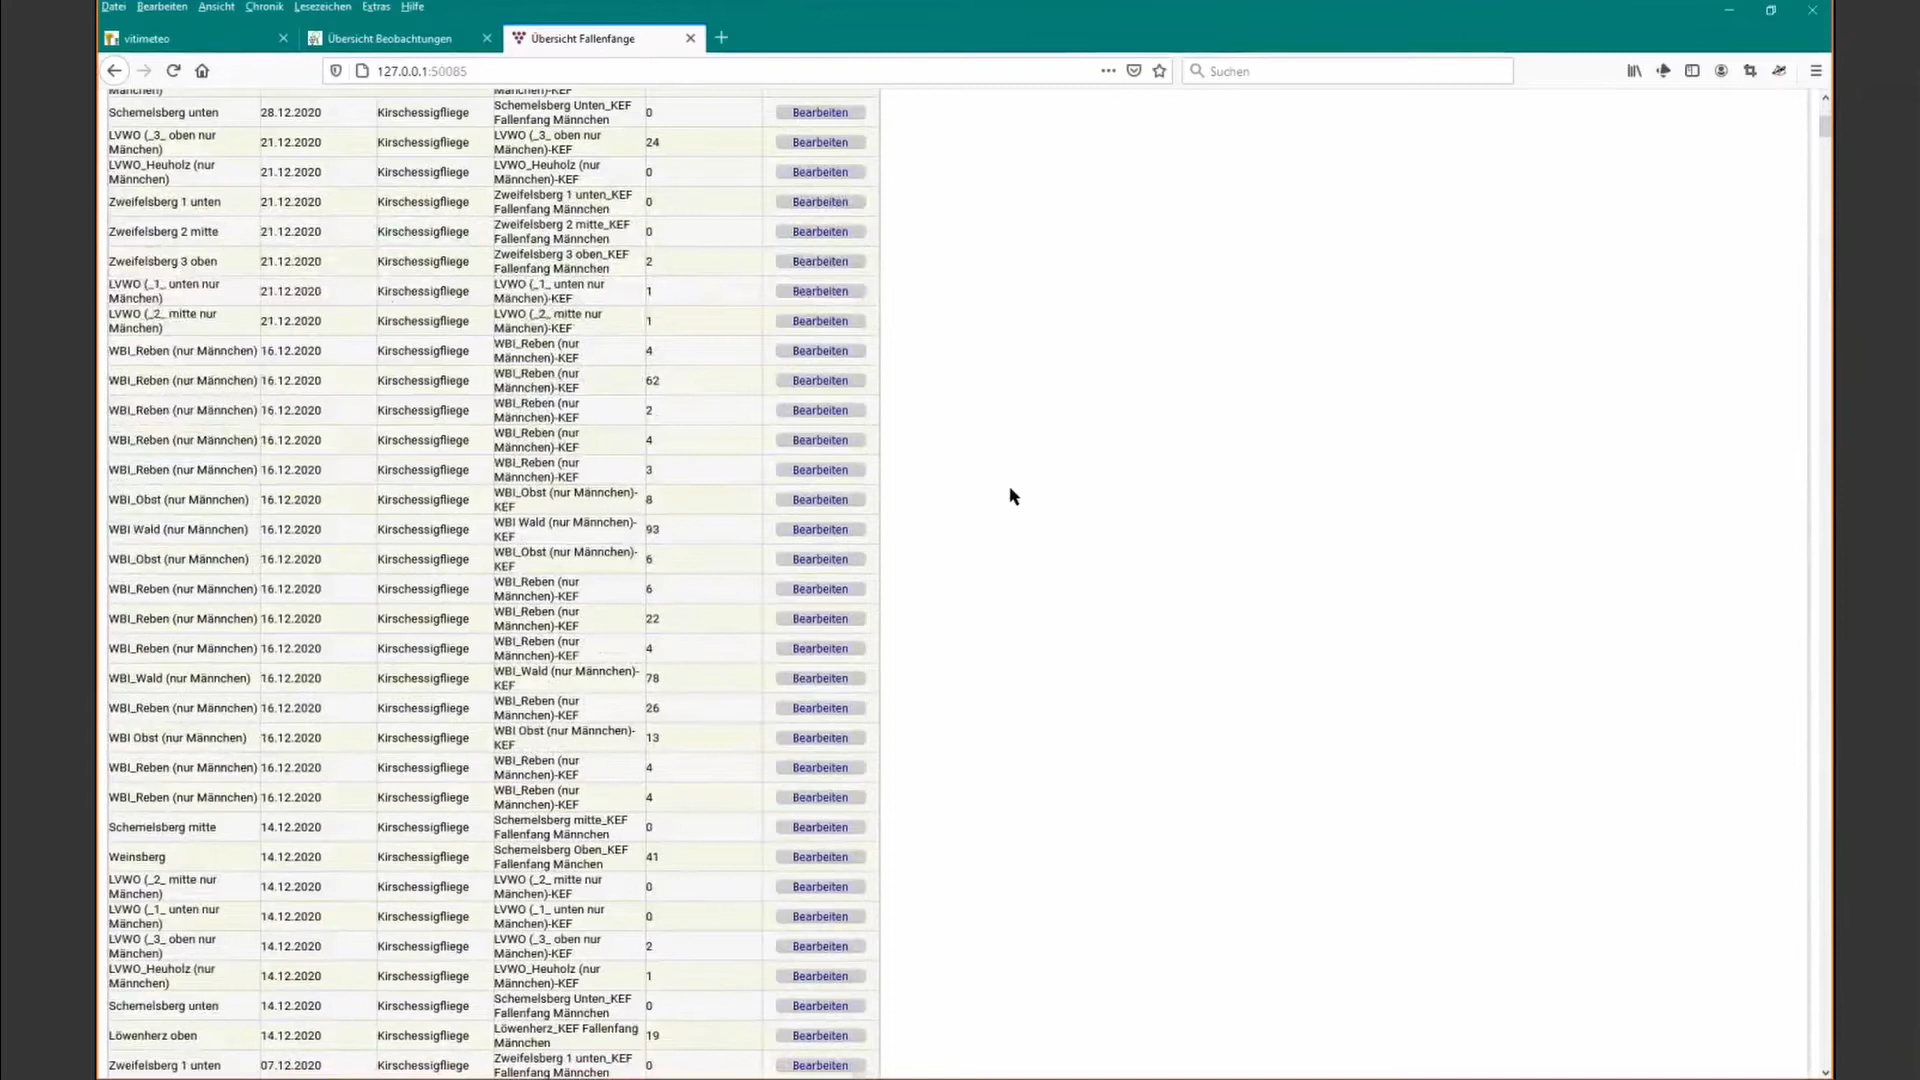 Datei Bearbeiten Ansicht Chronik Lesezeichen Extras Hilfe
vitimeteo Übersicht Beobachtungen Übersicht Fallenfänge
127.0.0.1:50085 Suchen
Männchen) Männchen)-KEF
Schemelsberg unten 28.12.2020 Kirschessigfliege Schemelsberg Unten_KEF Fallenfang Männchen 0 Bearbeiten
LVWO (_3_ oben nur Mänchen) 21.12.2020 Kirschessigfliege LVWO (_3_ oben nur Mänchen)-KEF 24 Bearbeiten
LVWO_Heuholz (nur Männchen) 21.12.2020 Kirschessigfliege LVWO_Heuholz (nur Männchen)-KEF 0 Bearbeiten
Zweifelsberg 1 unten 21.12.2020 Kirschessigfliege Zweifelsberg 1 unten_KEF Fallenfang Männchen 0 Bearbeiten
Zweifelsberg 2 mitte 21.12.2020 Kirschessigfliege Zweifelsberg 2 mitte_KEF Fallenfang Männchen 0 Bearbeiten
Zweifelsberg 3 oben 21.12.2020 Kirschessigfliege Zweifelsberg 3 oben_KEF Fallenfang Männchen 2 Bearbeiten
LVWO (_1_ unten nur Mänchen) 21.12.2020 Kirschessigfliege LVWO (_1_ unten nur Mänchen)-KEF 1 Bearbeiten
LVWO (_2_ mitte nur Mänchen) 21.12.2020 Kirschessigfliege LVWO (_2_ mitte nur Mänchen)-KEF 1 Bearbeiten
WBI_Reben (nur Männchen) 16.12.2020 Kirschessigfliege WBI_Reben (nur Männchen)-KEF 4 Bearbeiten
WBI_Reben (nur Männchen) 16.12.2020 Kirschessigfliege WBI_Reben (nur Männchen)-KEF 62 Bearbeiten
WBI_Reben (nur Männchen) 16.12.2020 Kirschessigfliege WBI_Reben (nur Männchen)-KEF 2 Bearbeiten
WBI_Reben (nur Männchen) 16.12.2020 Kirschessigfliege WBI_Reben (nur Männchen)-KEF 4 Bearbeiten
WBI_Reben (nur Männchen) 16.12.2020 Kirschessigfliege WBI_Reben (nur Männchen)-KEF 3 Bearbeiten
WBI_Obst (nur Männchen) 16.12.2020 Kirschessigfliege WBI_Obst (nur Männchen)-KEF 8 Bearbeiten
WBI Wald (nur Männchen) 16.12.2020 Kirschessigfliege WBI Wald (nur Männchen)-KEF 93 Bearbeiten
WBI_Obst (nur Männchen) 16.12.2020 Kirschessigfliege WBI_Obst (nur Männchen)-KEF 6 Bearbeiten
WBI_Reben (nur Männchen) 16.12.2020 Kirschessigfliege WBI_Reben (nur Männchen)-KEF 6 Bearbeiten
WBI_Reben (nur Männchen) 16.12.2020 Kirschessigfliege WBI_Reben (nur Männchen)-KEF 22 Bearbeiten
WBI_Reben (nur Männchen) 16.12.2020 Kirschessigfliege WBI_Reben (nur Männchen)-KEF 4 Bearbeiten
WBI_Wald (nur Männchen) 16.12.2020 Kirschessigfliege WBI_Wald (nur Männchen)-KEF 78 Bearbeiten
WBI_Reben (nur Männchen) 16.12.2020 Kirschessigfliege WBI_Reben (nur Männchen)-KEF 26 Bearbeiten
WBI Obst (nur Männchen) 16.12.2020 Kirschessigfliege WBI Obst (nur Männchen)-KEF 13 Bearbeiten
WBI_Reben (nur Männchen) 16.12.2020 Kirschessigfliege WBI_Reben (nur Männchen)-KEF 4 Bearbeiten
WBI_Reben (nur Männchen) 16.12.2020 Kirschessigfliege WBI_Reben (nur Männchen)-KEF 4 Bearbeiten
Schemelsberg mitte 14.12.2020 Kirschessigfliege Schemelsberg mitte_KEF Fallenfang Männchen 0 Bearbeiten
Weinsberg 14.12.2020 Kirschessigfliege Schemelsberg Oben_KEF Fallenfang Mänchen 41 Bearbeiten
LVWO (_2_ mitte nur Mänchen) 14.12.2020 Kirschessigfliege LVWO (_2_ mitte nur Mänchen)-KEF 0 Bearbeiten
LVWO (_1_ unten nur Mänchen) 14.12.2020 Kirschessigfliege LVWO (_1_ unten nur Mänchen)-KEF 0 Bearbeiten
LVWO (_3_ oben nur Mänchen) 14.12.2020 Kirschessigfliege LVWO (_3_ oben nur Mänchen)-KEF 2 Bearbeiten
LVWO_Heuholz (nur Männchen) 14.12.2020 Kirschessigfliege LVWO_Heuholz (nur Männchen)-KEF 1 Bearbeiten
Schemelsberg unten 14.12.2020 Kirschessigfliege Schemelsberg Unten_KEF Fallenfang Männchen 0 Bearbeiten
Löwenherz oben 14.12.2020 Kirschessigfliege Löwenherz_KEF Fallenfang Männchen 19 Bearbeiten
Zweifelsberg 1 unten 07.12.2020 Kirschessigfliege Zweifelsberg 1 unten_KEF Fallenfang Männchen 0 Bearbeiten